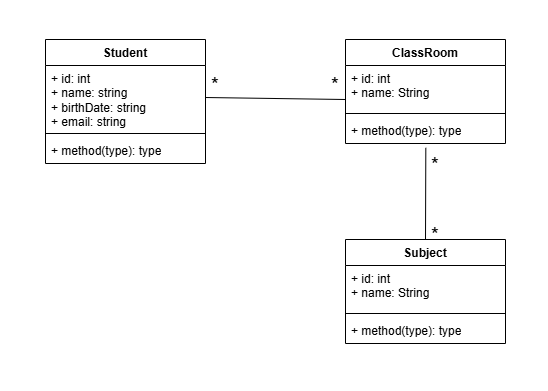 Student
+ id: int
+ name: string
+ birthDate: string
+ email: string
+ method(type): type
* *
ClassRoom
+ id: int
+ name: String
+ method(type): type
*
*
Subject
+ id: int
+ name: String
+ method(type): type